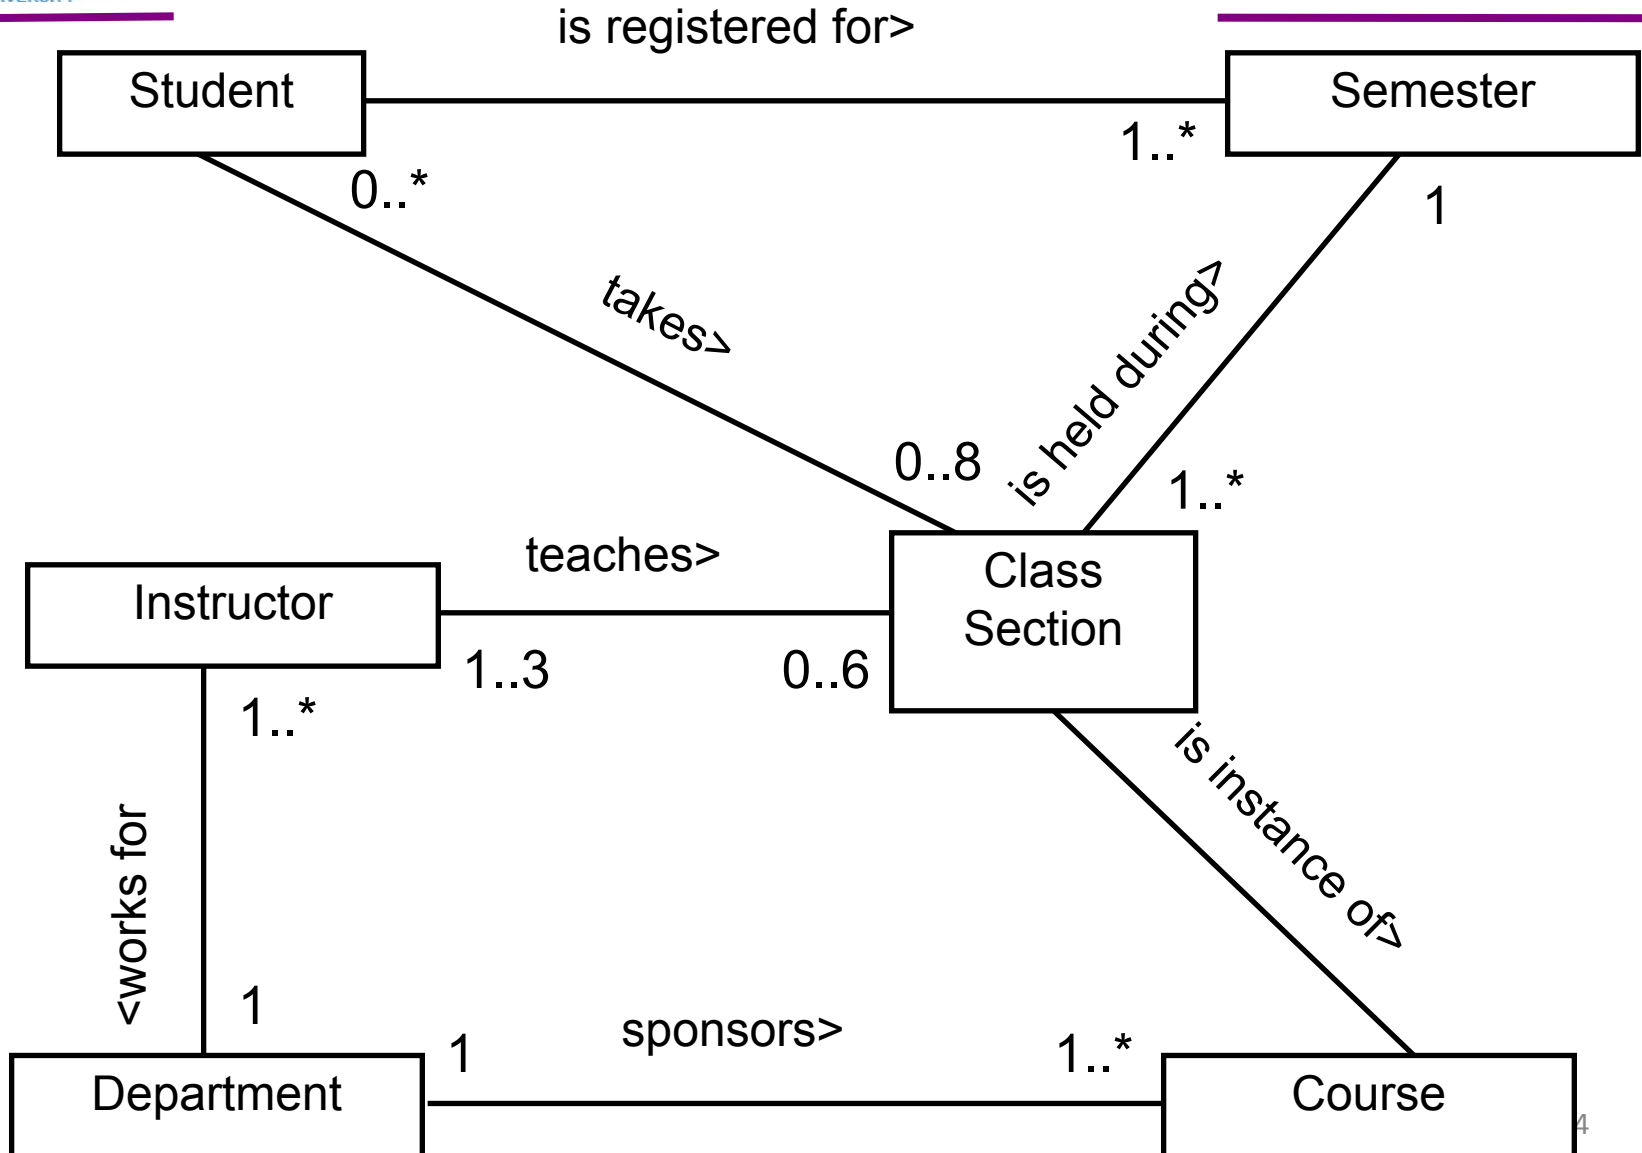 is registered for>
Student
Semester
1..*
0..*
1
takes>
is held during>
0..8
1..*
teaches>
Class
Section
Instructor
1..3
0..6
1..*
is instance of>
<works for
1
1
sponsors>
1..*
Department
Course
4